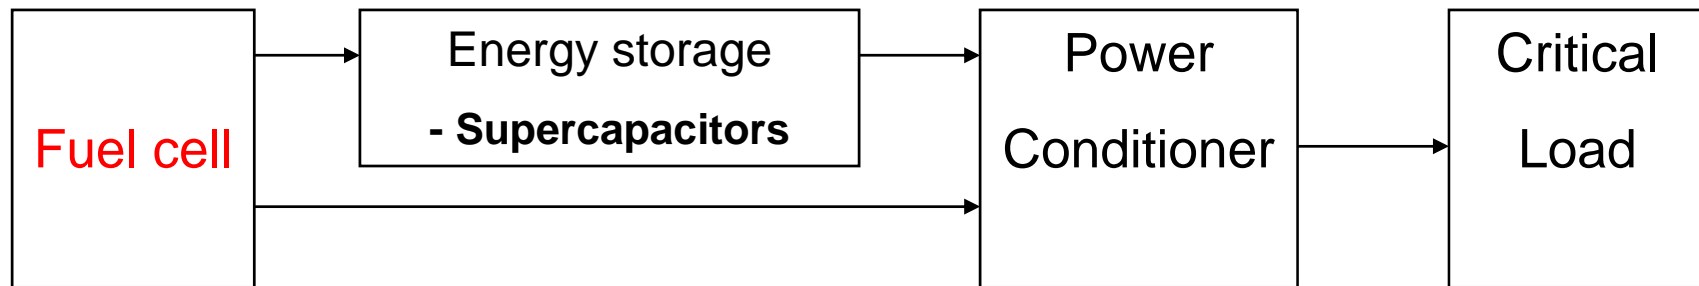 Fuel cell
Energy storage
- Supercapacitors
Power
Conditioner
Critical
Load